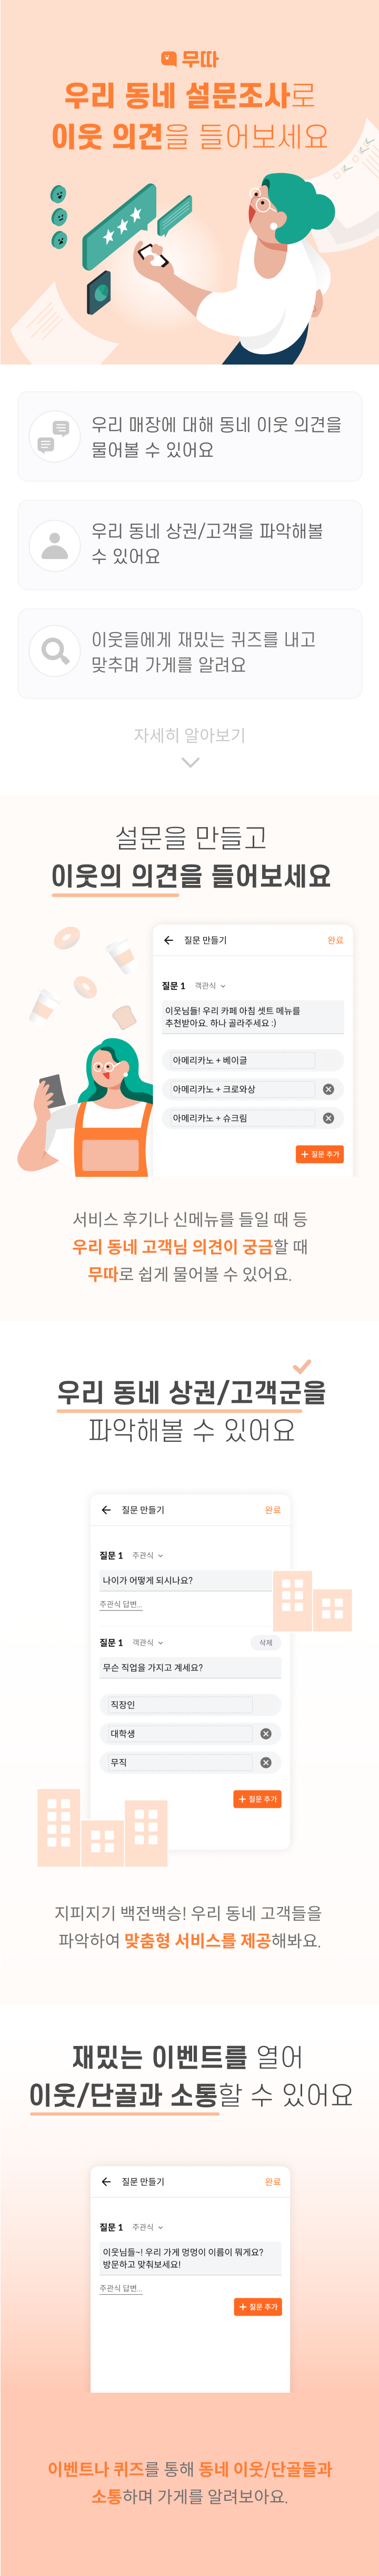 무따
우리 동네 설문조사로
이웃 의견을 들어보세요
우리 매장에 대해 동네 이웃 의견을
물어볼 수 있어요
우리 동네 상권/고객을 파악해볼
수 있어요
이웃들에게 재밌는 퀴즈를 내고
맞추며 가게를 알려요
자세히 알아보기
설문을 만들고
이웃의 의견을 들어보세요
질문 만들기 완료
질문 1 객관식
이웃님들! 우리 카페 아침 셋트 메뉴를
추천받아요. 하나 골라주세요 :)
아메리카노 + 베이글
아메리카노 + 크로와상
아메리카노 + 슈크림
+ 질문 추가
서비스 후기나 신메뉴를 들일 때 등
우리 동네 고객님 의견이 궁금할 때
무따로 쉽게 물어볼 수 있어요.
우리 동네 상권/고객군을
파악해볼 수 있어요
질문 만들기 완료
질문 1 주관식
나이가 어떻게 되시나요?
주관식 답변...
질문 1 객관식 삭제
무슨 직업을 가지고 계세요?
직장인
대학생
무직
+ 질문 추가
지피지기 백전백승! 우리 동네 고객들을
파악하여 맞춤형 서비스를 제공해봐요.
재밌는 이벤트를 열어
이웃/단골과 소통할 수 있어요
질문 만들기 완료
질문 1 주관식
이웃님들~! 우리 가게 멍멍이 이름이 뭐게요?
방문하고 맞춰보세요!
주관식 답변...
+ 질문 추가
이벤트나 퀴즈를 통해 동네 이웃/단골들과
소통하며 가게를 알려보아요.